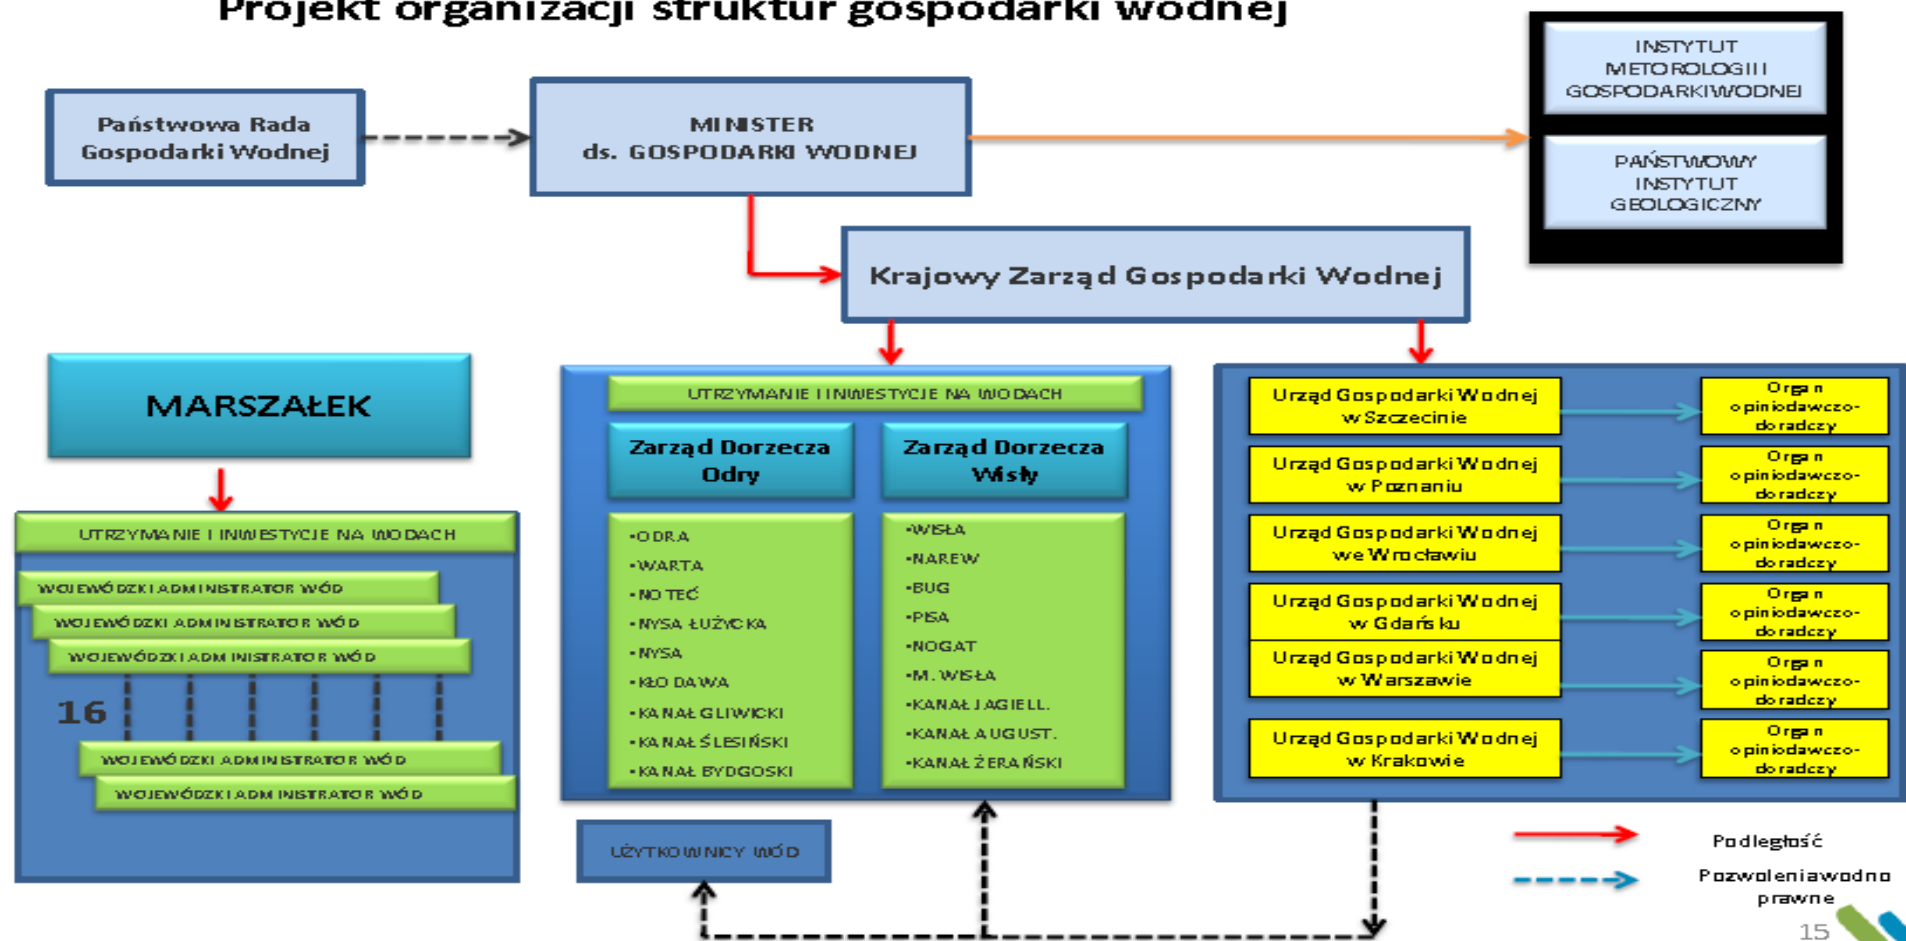 Projekt organizacji struktur gospodarki wodnej
Państwowa Rada
Gospodarki Wodnej
MINISTER
ds. GOSPODARKI WODNEJ
INSTYTUT
METOROLOGII I
GOSPODARKI WODNEJ
PAŃSTWOWY
INSTYTUT
GEOLOGICZNY
Krajowy Zarząd Gospodarki Wodnej
MARSZAŁEK
UTRZYMANIE I INWESTYCJE NA WODACH
WOJEWÓDZKI ADMINISTRATOR WÓD
WOJEWÓDZKI ADMINISTRATOR WÓD
WOJEWÓDZKI ADMINISTRATOR WÓD
16
WOJEWÓDZKI ADMINISTRATOR WÓD
WOJEWÓDZKI ADMINISTRATOR WÓD
UTRZYMANIE I INWESTYCJE NA WODACH
Zarząd Dorzecza
Odry
•ODRA
•WARTA
•NOTEĆ
•NYSA ŁUŻYCKA
•NYSA
•KŁODAWA
•KANAŁ GLIWICKI
•KANAŁ ŚLESIŃSKI
•KANAŁ BYDGOSKI
Zarząd Dorzecza
Wisły
•WISŁA
•NAREW
•BUG
•PISA
•NOGAT
•M. WISŁA
•KANAŁ JAGIELL.
•KANAŁ AUGUST.
•KANAŁ ŻERAŃSKI
Urząd Gospodarki Wodnej
w Szczecinie
Organ
opiniodawczo-
doradczy
Urząd Gospodarki Wodnej
w Poznaniu
Organ
opiniodawczo-
doradczy
Urząd Gospodarki Wodnej
we Wrocławiu
Organ
opiniodawczo-
doradczy
Urząd Gospodarki Wodnej
w Gdańsku
Organ
opiniodawczo-
doradczy
Urząd Gospodarki Wodnej
w Warszawie
Organ
opiniodawczo-
doradczy
Urząd Gospodarki Wodnej
w Krakowie
Organ
opiniodawczo-
doradczy
UŻYTKOWNICY WÓD
Podległość
Pozwolenia wodno
prawne
15